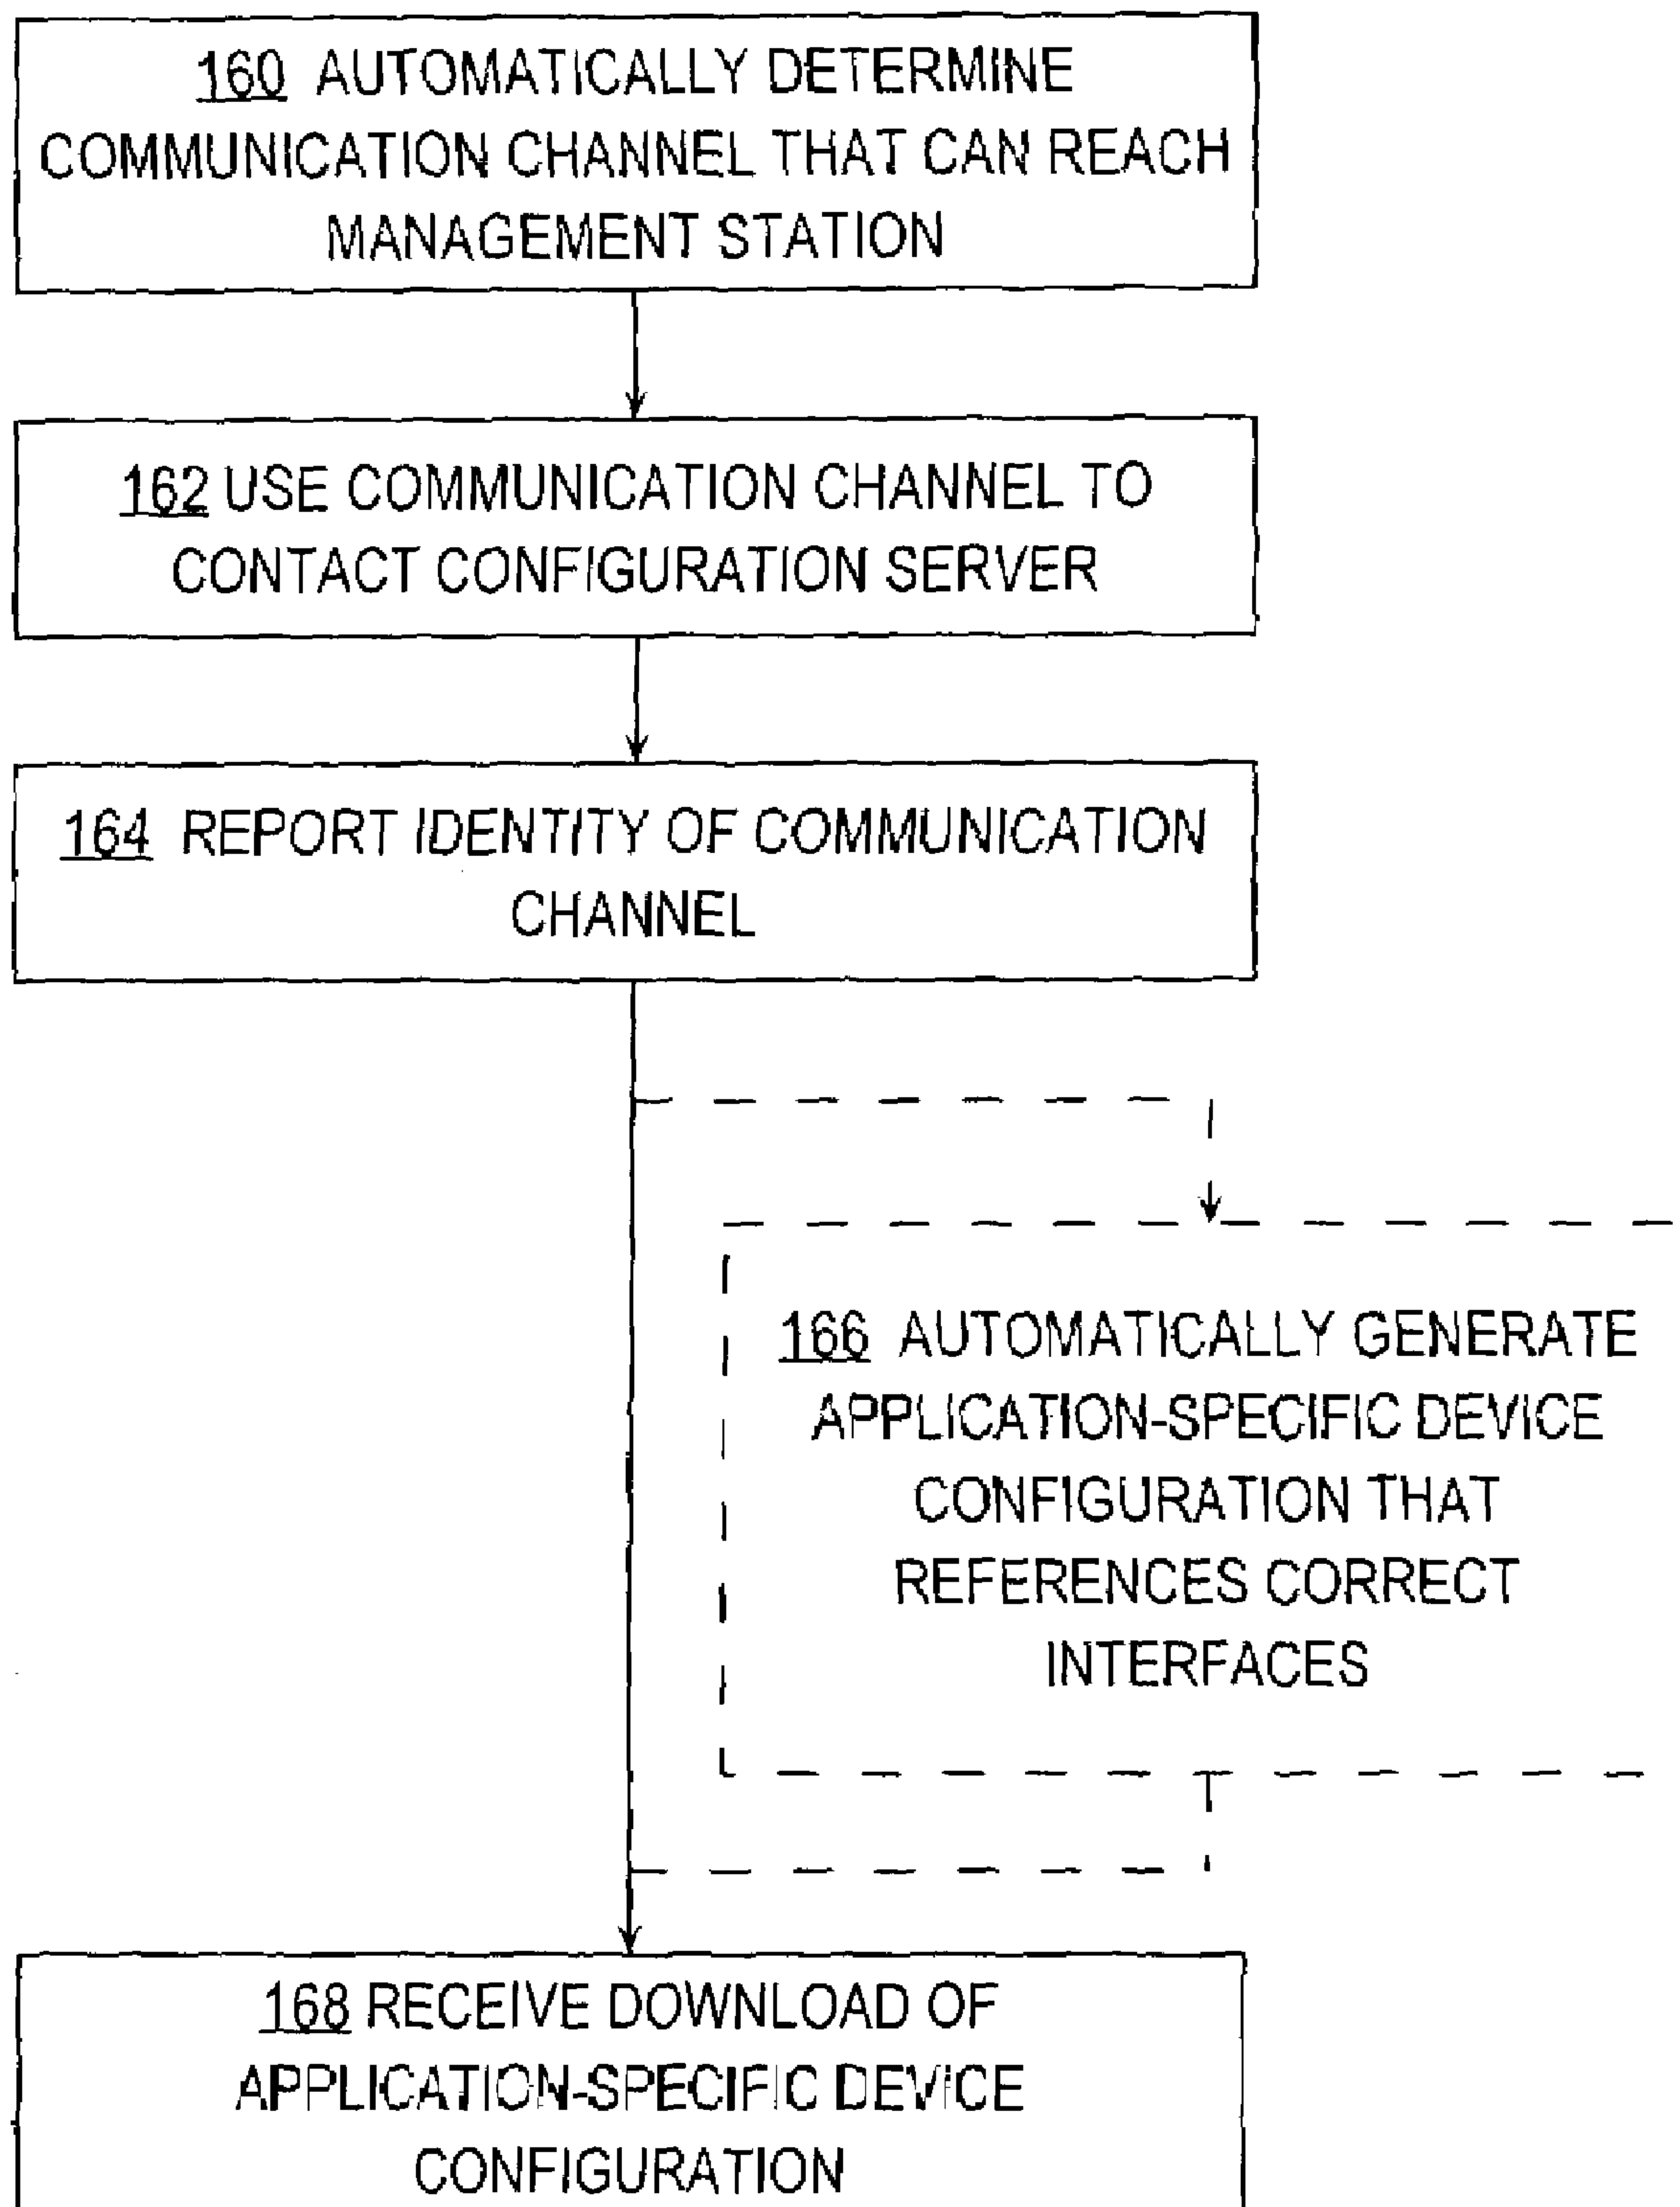 160 AUTOMATICALLY DETERMINE
COMMUNICATION CHANNEL THAT CAN REACH
MANAGEMENT STATION
162 USE COMMUNICATION CHANNEL TO
CONTACT CONFIGURATION SERVER
164 REPORT IDENTITY OF COMMUNICATION
CHANNEL
166 AUTOMATICALLY GENERATE
APPLICATION-SPECIFIC DEVICE
CONFIGURATION THAT
REFERENCES CORRECT
INTERFACES
168 RECEIVE DOWNLOAD OF
APPLICATION-SPECIFIC DEVICE
CONFIGURATION